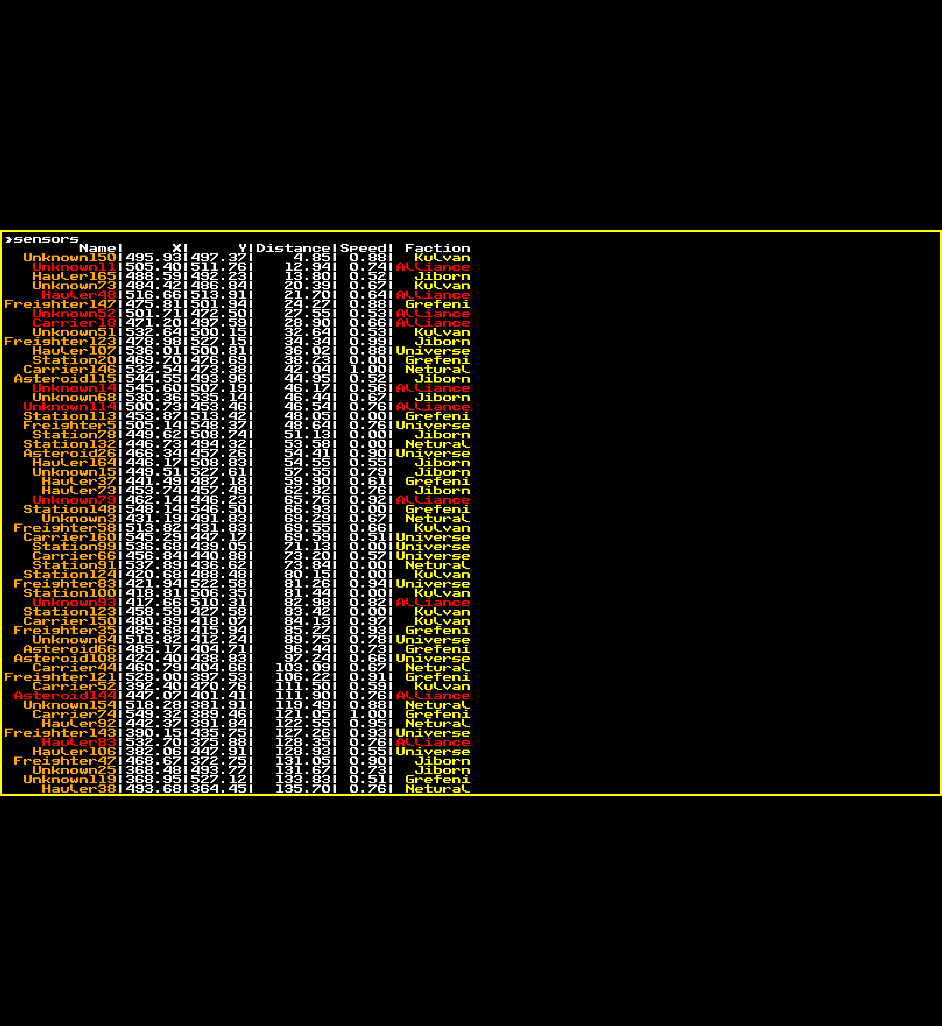 >sensors
Name| X| Y|Distance|Speed| Faction
Unknown150|495.93|497.37| 4.85| 0.88| Kulvan
Unknown11|505.40|511.76| 12.94| 0.74|Alliance
Hauler165|488.59|492.23| 13.80| 0.52| Jiborn
Unknown73|484.42|486.84| 20.39| 0.67| Kulvan
Hauler48|516.66|513.91| 21.70| 0.64|Alliance
Freighter147|475.81|501.94| 24.27| 0.88| Grefeni
Unknown52|501.71|472.50| 27.55| 0.53|Alliance
Carrier18|471.20|497.59| 28.90| 0.66|Alliance
Unknown51|532.64|500.15| 32.64| 0.53| Kulvan
Freighter123|478.98|527.15| 34.34| 0.99| Jiborn
Hauler107|536.01|500.81| 36.02| 0.88|Universe
Station20|469.70|476.69| 38.23| 0.00| Grefeni
Carrier146|532.54|473.38| 42.04| 1.00| Netural
Asteroid115|544.55|493.96| 44.95| 0.52| Jiborn
Unknown14|545.60|507.19| 46.16| 0.56|Alliance
Unknown68|530.36|535.14| 46.44| 0.67| Jiborn
Unknown114|500.73|453.46| 46.54| 0.76|Alliance
Station113|453.87|513.42| 48.05| 0.00| Grefeni
Freighter5|505.14|548.37| 48.64| 0.76|Universe
Station78|449.62|508.74| 51.13| 0.00| Jiborn
Station132|446.73|494.32| 53.58| 0.00| Netural
Asteroid26|466.34|457.26| 54.41| 0.90|Universe
Hauler164|446.17|508.83| 54.55| 0.55| Jiborn
Unknown15|449.51|527.61| 57.55| 0.79| Jiborn
Hauler37|441.49|487.18| 59.90| 0.61| Grefeni
Hauler73|453.74|457.49| 62.82| 0.76| Jiborn
Unknown79|462.14|446.23| 65.76| 0.92|Alliance
Station148|548.14|546.50| 66.93| 0.00| Grefeni
Unknown3|431.19|491.83| 69.29| 0.67| Netural
Freighter58|513.82|431.83| 69.55| 0.66| Kulvan
Carrier160|545.29|447.17| 69.59| 0.51|Universe
Station99|536.68|439.05| 71.13| 0.00|Universe
Carrier66|456.84|440.88| 73.27| 0.57|Universe
Station91|537.89|436.62| 73.84| 0.00| Netural
Station124|420.68|488.48| 80.15| 0.00| Kulvan
Freighter83|421.94|522.58| 81.26| 0.94|Universe
Station100|418.81|506.35| 81.44| 0.00| Kulvan
Unknown93|417.66|510.31| 82.98| 0.82|Alliance
Station123|458.59|572.58| 83.42| 0.00| Kulvan
Carrier150|480.89|418.07| 84.13| 0.97| Kulvan
Freighter35|485.68|415.94| 85.27| 0.93| Grefeni
Unknown64|518.82|412.24| 89.75| 0.78|Universe
Asteroid66|485.17|404.71| 96.44| 0.73| Grefeni
Asteroid108|424.40|438.83| 97.24| 0.66|Universe
Carrier44|460.79|404.66| 103.09| 0.67| Netural
Freighter121|528.00|397.53| 106.22| 0.91| Grefeni
Carrier52|392.40|470.76| 111.50| 0.59| Kulvan
Asteroid144|447.07|401.41| 111.90| 0.76|Alliance
Unknown154|518.28|381.91| 119.49| 0.88| Netural
Carrier74|549.32|389.46| 121.05| 1.00| Grefeni
Hauler92|442.37|391.84| 122.55| 0.95| Netural
Freighter143|390.15|435.75| 127.26| 0.93|Universe
Hauler83|532.70|375.88| 128.35| 0.76|Alliance
Hauler106|382.06|447.91| 128.93| 0.55|Universe
Freighter47|468.67|372.75| 131.05| 0.90| Jiborn
Unknown25|368.48|493.77| 131.67| 0.73| Jiborn
Unknown119|368.95|527.12| 133.83| 0.51| Grefeni
Hauler38|493.68|364.45| 135.70| 0.76| Netural